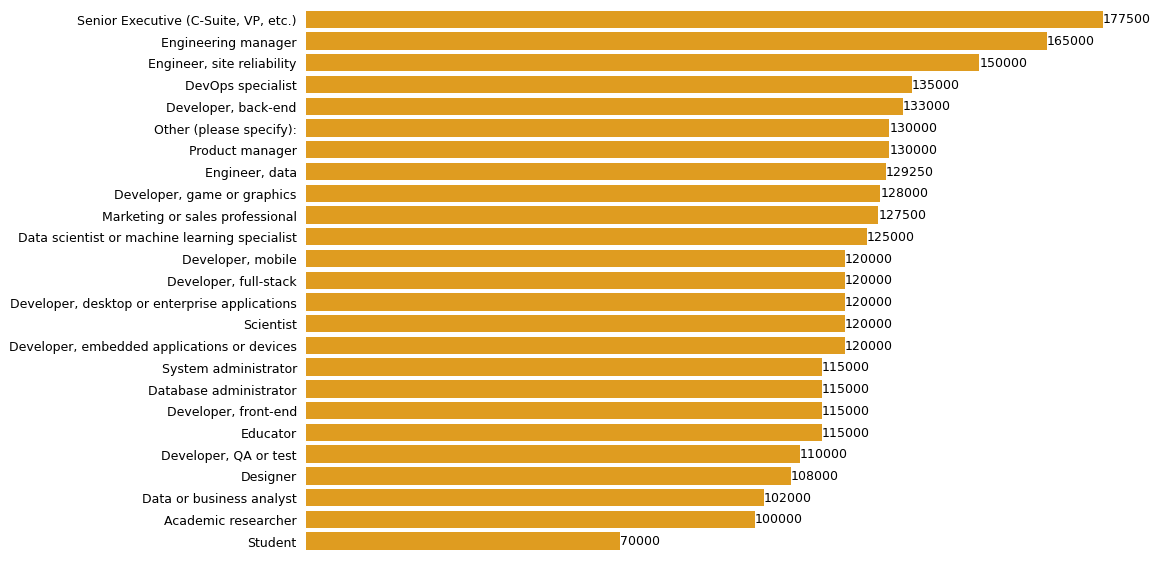 Senior Executive (C-Suite, VP, etc.) 177500
Engineering manager 165000
Engineer, site reliability 150000
DevOps specialist 135000
Developer, back-end 133000
Other (please specify): 130000
Product manager 130000
Engineer, data 129250
Developer, game or graphics 128000
Marketing or sales professional 127500
Data scientist or machine learning specialist 125000
Developer, mobile 120000
Developer, full-stack 120000
Developer, desktop or enterprise applications 120000
Scientist 120000
Developer, embedded applications or devices 120000
System administrator 115000
Database administrator 115000
Developer, front-end 115000
Educator 115000
Developer, QA or test 110000
Designer 108000
Data or business analyst 102000
Academic researcher 100000
Student 70000